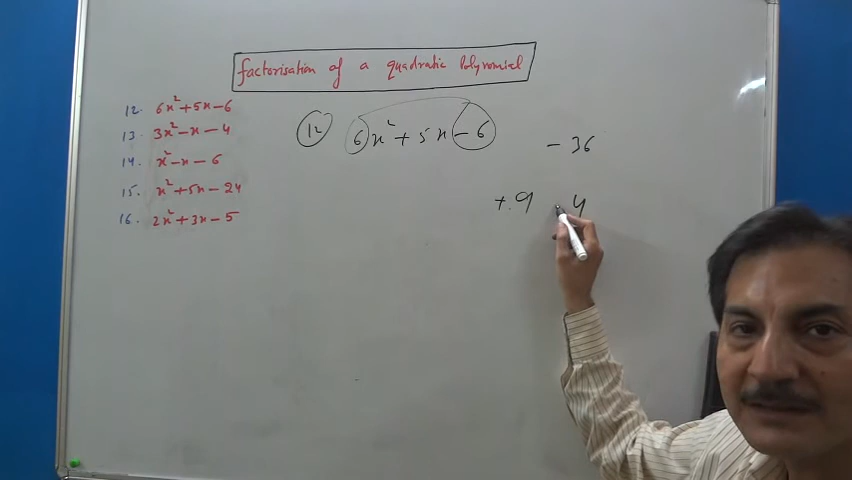 factorisation of a quadratic Polynomial
12. 6x²+5x-6
13. 3x²-x-4
14. x²-x-6
15. x²+5x-24
16. 2x²+3x-5
12 6x²+5x-6
-36
+9 4